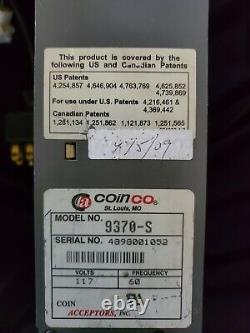 This product is covered by the
following US and Canadian Patents
US Patents
4,254,857 4,646,904 4,763,769 4,625,852
4,739,869
For use under U.S. Patents 4,216,461 &
4,369,442
Canadian Patents
1,251,134 1,251,862 1,121,873 1,251,565
4/5/09
COINCO®
St. Louis, MO
MODEL NO. 9370-S
SERIAL NO. 4898001052
VOLTS FREQUENCY
117 60
COIN
ACCEPTORS, INC.